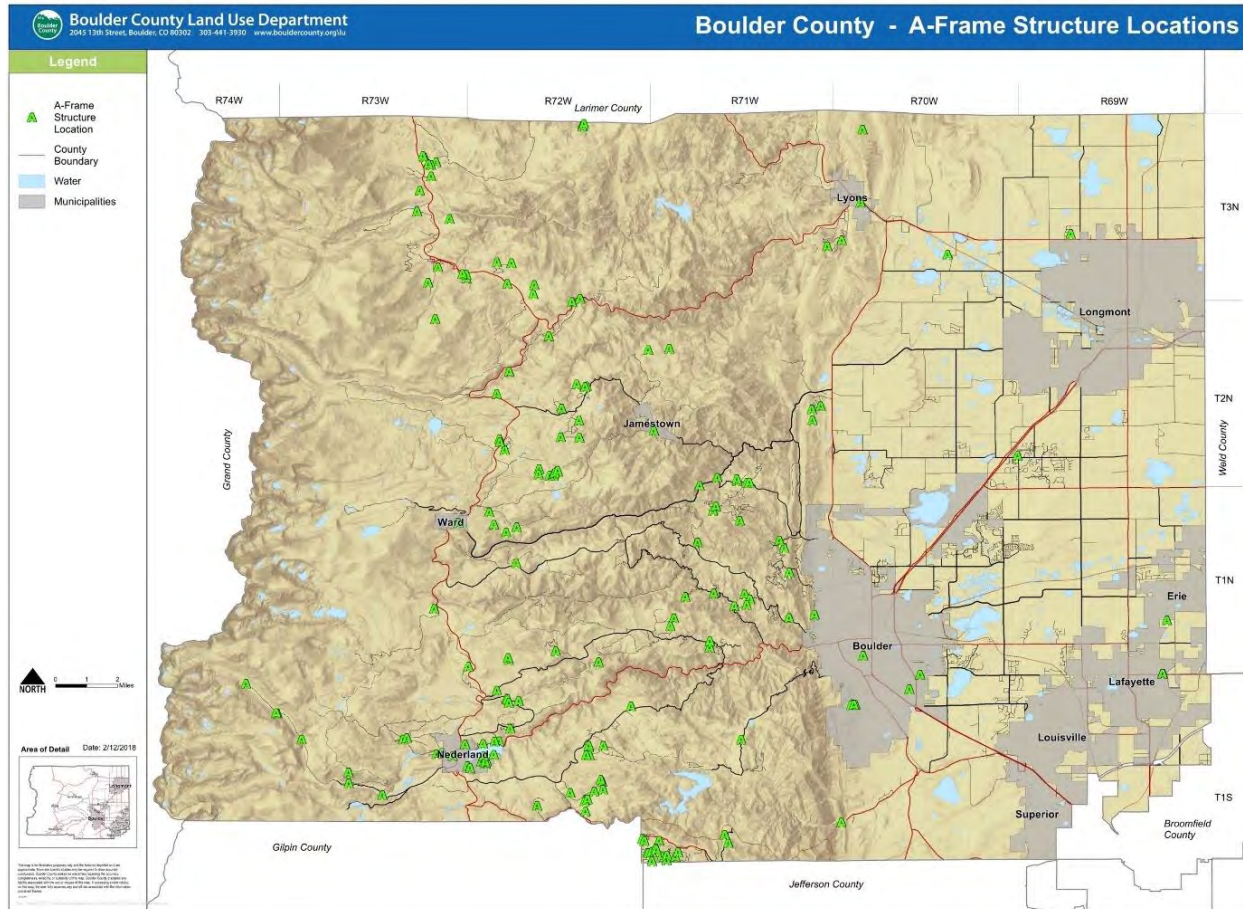 Boulder County
Boulder County Land Use Department
2045 13th Street, Boulder, CO 80302 303-441-3930 www.bouldercounty.org\lu
Boulder County - A-Frame Structure Locations
Legend
A-Frame
Structure
Location
County
Boundary
Water
Municipalities
R74W
R73W
R72W
R71W
R70W
R69W
Larimer County
Lyons
T3N
Longmont
Jamestown
T2N
Grand County
Weld County
Ward
T1N
Erie
Boulder
Lafayette
Louisville
Nederland
Superior
T1S
Broomfield
County
Gilpin County
Jefferson County
NORTH
0 1 2
Miles
Area of Detail Date: 2/12/2018